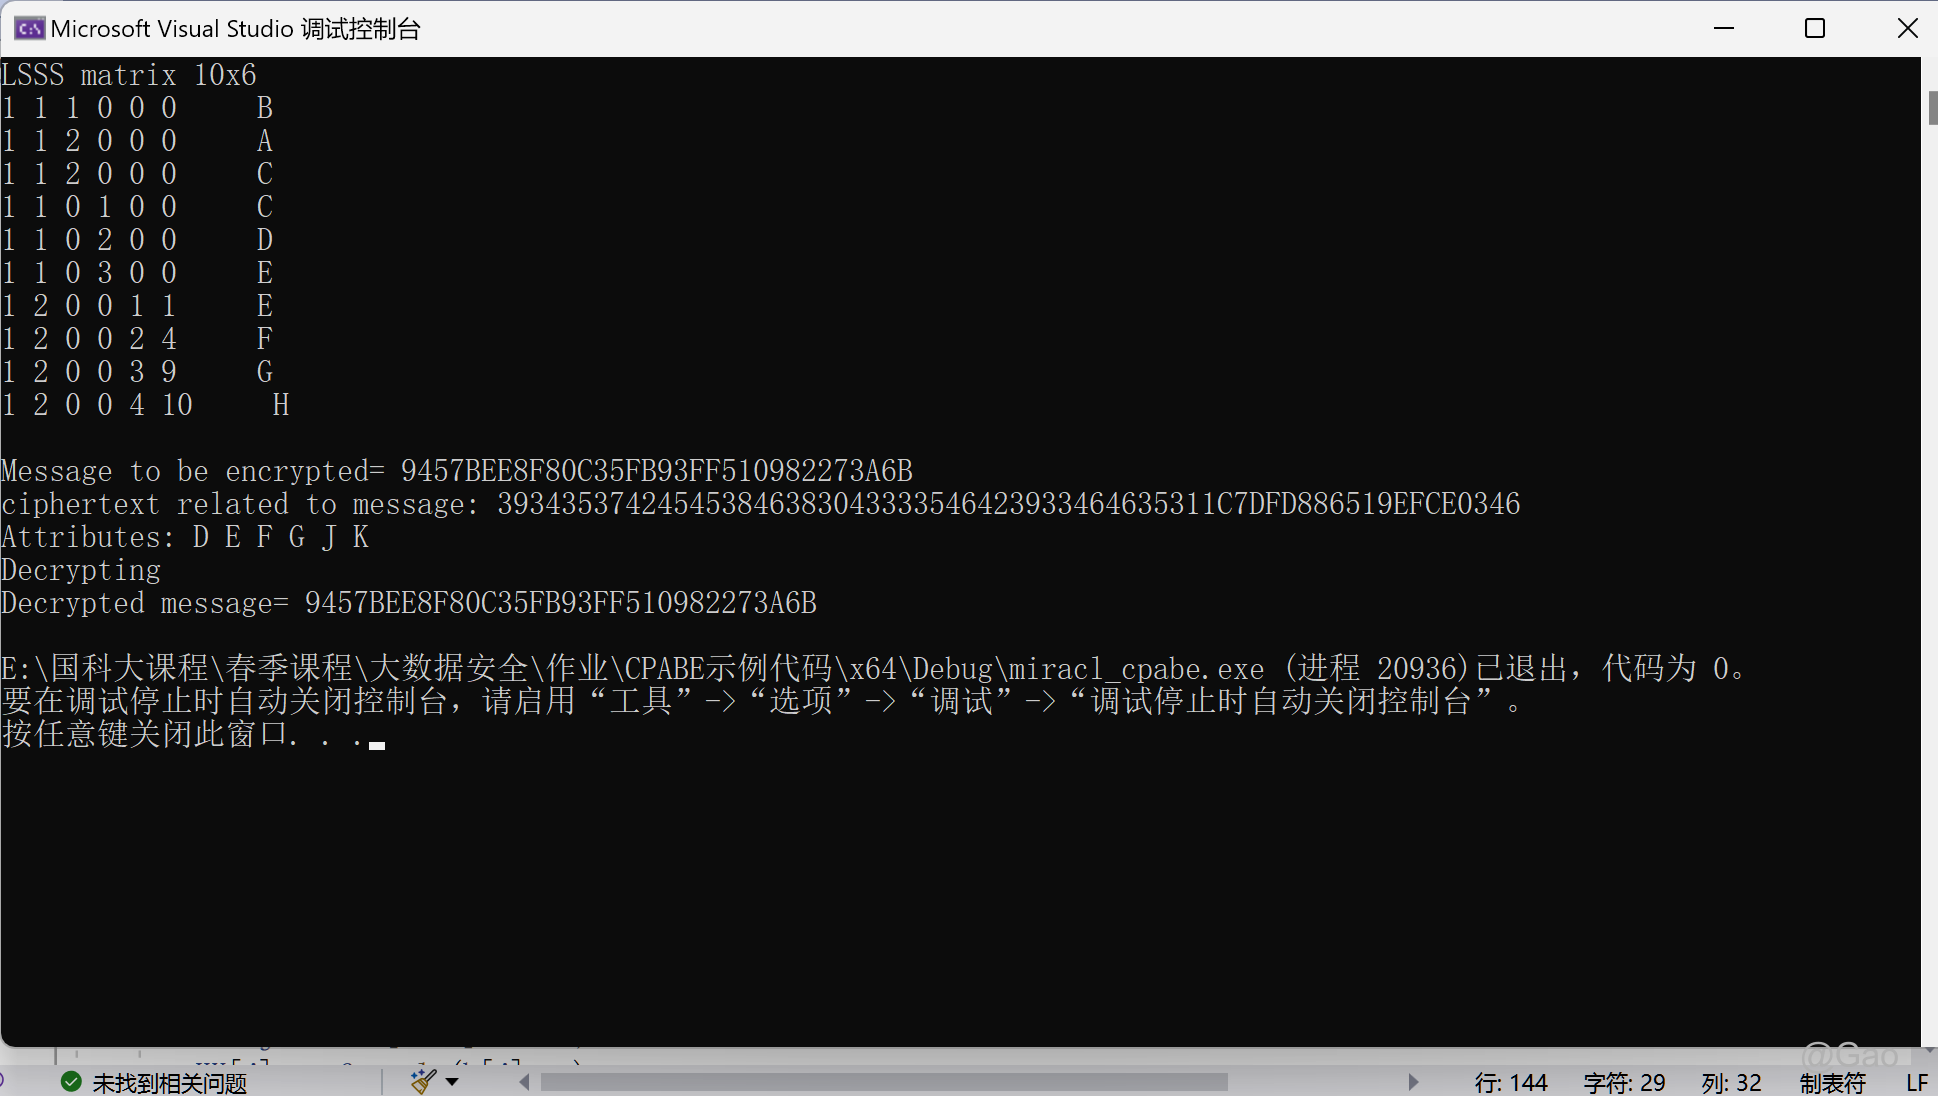 Microsoft Visual Studio 调试控制台
LSSS matrix 10x6
1 1 1 0 0 0     B
1 1 2 0 0 0     A
1 1 2 0 0 0     C
1 1 0 1 0 0     C
1 1 0 2 0 0     D
1 1 0 3 0 0     E
1 2 0 0 1 1     E
1 2 0 0 2 4     F
1 2 0 0 3 9     G
1 2 0 0 4 10     H
Message to be encrypted= 9457BEE8F80C35FB93FF510982273A6B
ciphertext related to message: 3934353742454538463830433335464239334646353​11C7DFD886519EFCE0346
Attributes: D E F G J K
Decrypting
Decrypted message= 9457BEE8F80C35FB93FF510982273A6B
E:\国科大课程\春季课程\大数据安全\作业\CPABE示例代码\x64\Debug\miracl_cpabe.exe (进程 20936)已退出，代码为 0。
要在调试停止时自动关闭控制台，请启用“工具”->“选项”->“调试”->“调试停止时自动关闭控制台”。
按任意键关闭此窗口. . .
@Gao
未找到相关问题
行: 144 字符: 29 列: 32 制表符 LF